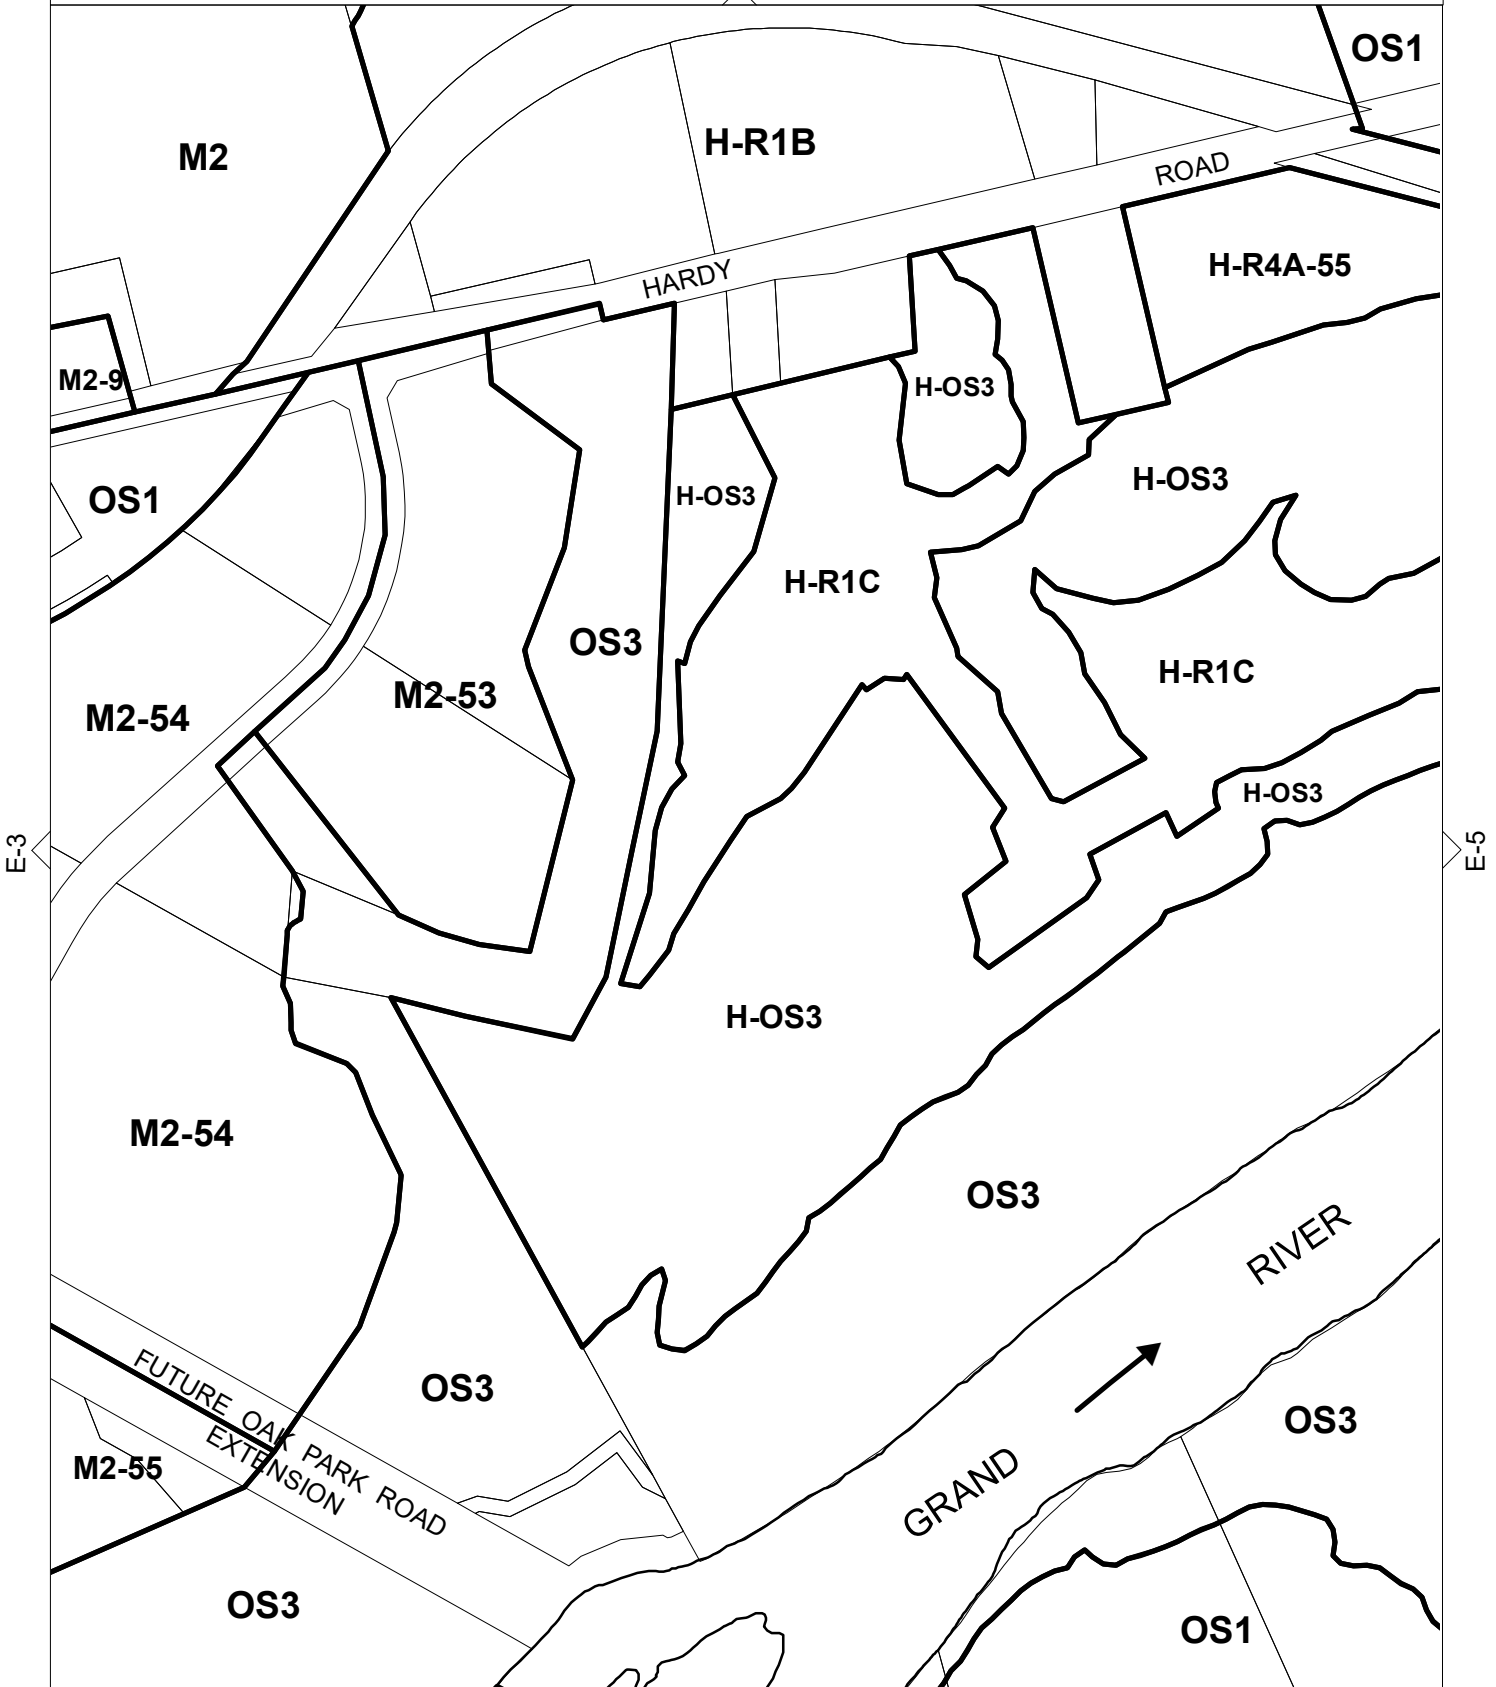 OS1
H-R1B
M2
ROAD
H-R4A-55
HARDY
M2-9
H-OS3
H-OS3
H-OS3
OS1
H-R1C
OS3
H-R1C
M2-53
M2-54
H-OS3
E-3
E-5
H-OS3
M2-54
OS3
RIVER
FUTURE OAK PARK ROAD
EXTENSION
OS3
OS3
M2-55
GRAND
OS3
OS1